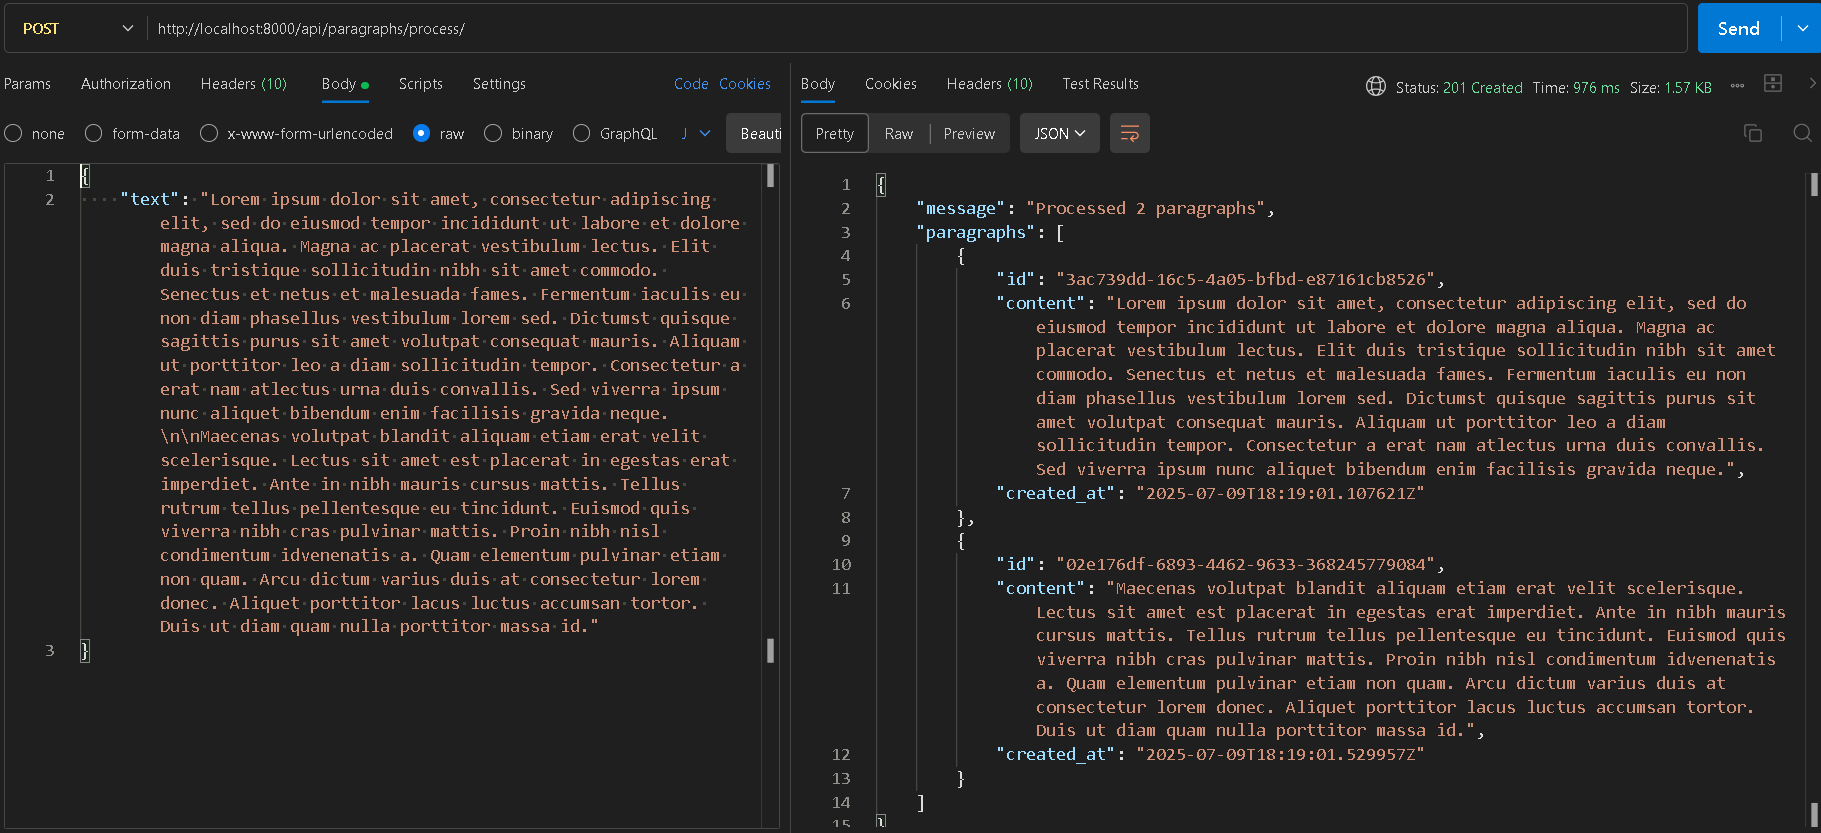 POST http://localhost:8000/api/paragraphs/process/ Send
Params Authorization Headers (10) Body Scripts Settings Code Cookies
none form-data x-www-form-urlencoded raw binary GraphQL J Beauti
1 {
2 "text": "Lorem ipsum dolor sit amet, consectetur adipiscing
elit, sed do eiusmod tempor incididunt ut labore et dolore
magna aliqua. Magna ac placerat vestibulum lectus. Elit
duis tristique sollicitudin nibh sit amet commodo.
Senectus et netus et malesuada fames. Fermentum iaculis eu
non diam phasellus vestibulum lorem sed. Dictumst quisque
sagittis purus sit amet volutpat consequat mauris. Aliquam
ut porttitor leo a diam sollicitudin tempor. Consectetur a
erat nam atlectus urna duis convallis. Sed viverra ipsum
nunc aliquet bibendum enim facilisis gravida neque.
\n\nMaecenas volutpat blandit aliquam etiam erat velit
scelerisque. Lectus sit amet est placerat in egestas erat
imperdiet. Ante in nibh mauris cursus mattis. Tellus
rutrum tellus pellentesque eu tincidunt. Euismod quis
viverra nibh cras pulvinar mattis. Proin nibh nisl
condimentum idvenenatis a. Quam elementum pulvinar etiam
non quam. Arcu dictum varius duis at consectetur lorem
donec. Aliquet porttitor lacus luctus accumsan tortor.
Duis ut diam quam nulla porttitor massa id."
3 }
Body Cookies Headers (10) Test Results Status: 201 Created Time: 976 ms Size: 1.57 KB
Pretty Raw Preview JSON
1 {
2 "message": "Processed 2 paragraphs",
3 "paragraphs": [
4 {
5 "id": "3ac739dd-16c5-4a05-bfbd-e87161cb8526",
6 "content": "Lorem ipsum dolor sit amet, consectetur adipiscing elit, sed do
eiusmod tempor incididunt ut labore et dolore magna aliqua. Magna ac
placerat vestibulum lectus. Elit duis tristique sollicitudin nibh sit amet
commodo. Senectus et netus et malesuada fames. Fermentum iaculis eu non
diam phasellus vestibulum lorem sed. Dictumst quisque sagittis purus sit
amet volutpat consequat mauris. Aliquam ut porttitor leo a diam
sollicitudin tempor. Consectetur a erat nam atlectus urna duis convallis.
Sed viverra ipsum nunc aliquet bibendum enim facilisis gravida neque.",
7 "created_at": "2025-07-09T18:19:01.107621Z"
8 },
9 {
10 "id": "02e176df-6893-4462-9633-368245779084",
11 "content": "Maecenas volutpat blandit aliquam etiam erat velit scelerisque.
Lectus sit amet est placerat in egestas erat imperdiet. Ante in nibh mauris
cursus mattis. Tellus rutrum tellus pellentesque eu tincidunt. Euismod quis
viverra nibh cras pulvinar mattis. Proin nibh nisl condimentum idvenenatis
a. Quam elementum pulvinar etiam non quam. Arcu dictum varius duis at
consectetur lorem donec. Aliquet porttitor lacus luctus accumsan tortor.
Duis ut diam quam nulla porttitor massa id.",
12 "created_at": "2025-07-09T18:19:01.529957Z"
13 }
14 ]
15 }